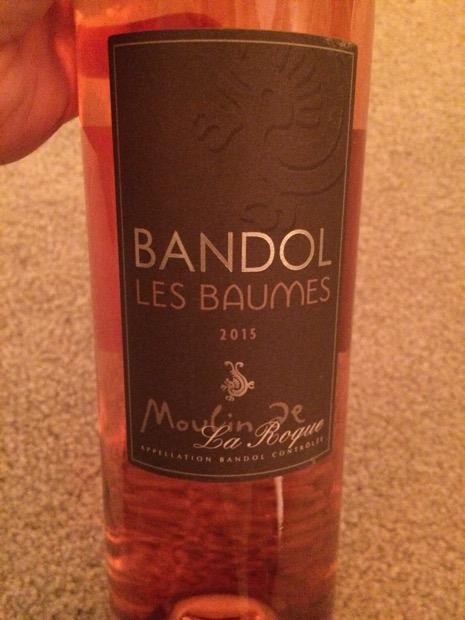 BANDOL
LES BAUMES
2015
Moulin de
La Roque
APPELLATION BANDOL CONTRÔLÉE